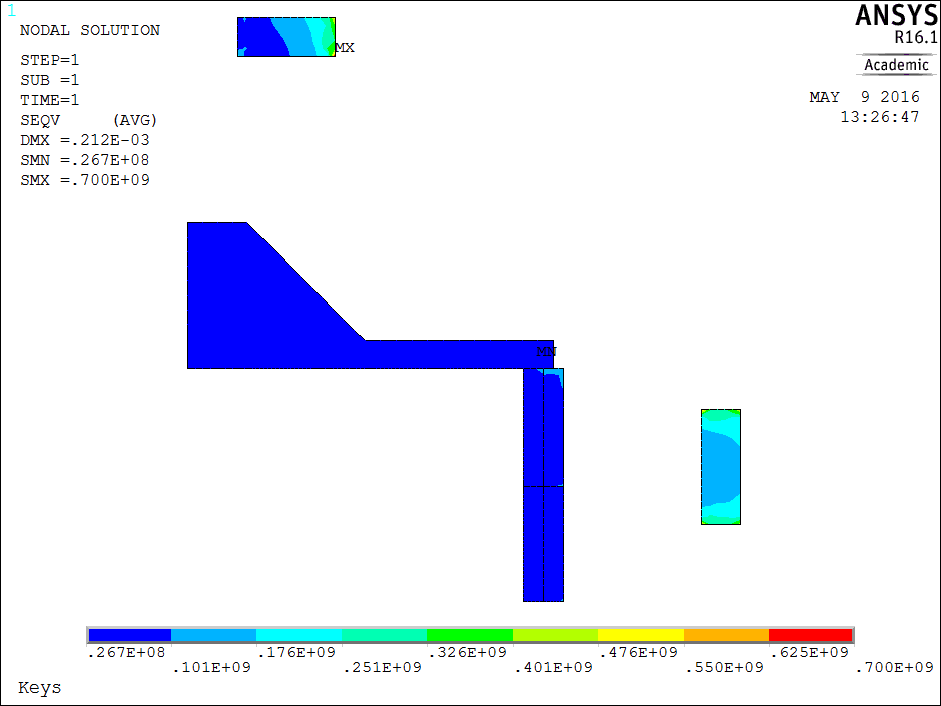 1
NODAL SOLUTION
STEP=1
SUB =1
TIME=1
SEQV (AVG)
DMX =.212E-03
SMN =.267E+08
SMX =.700E+09
MX
ANSYS
R16.1
Academic
MAY 9 2016
13:26:47
MN
.267E+08 .176E+09 .326E+09 .476E+09 .625E+09
.101E+09 .251E+09 .401E+09 .550E+09 .700E+09
Keys